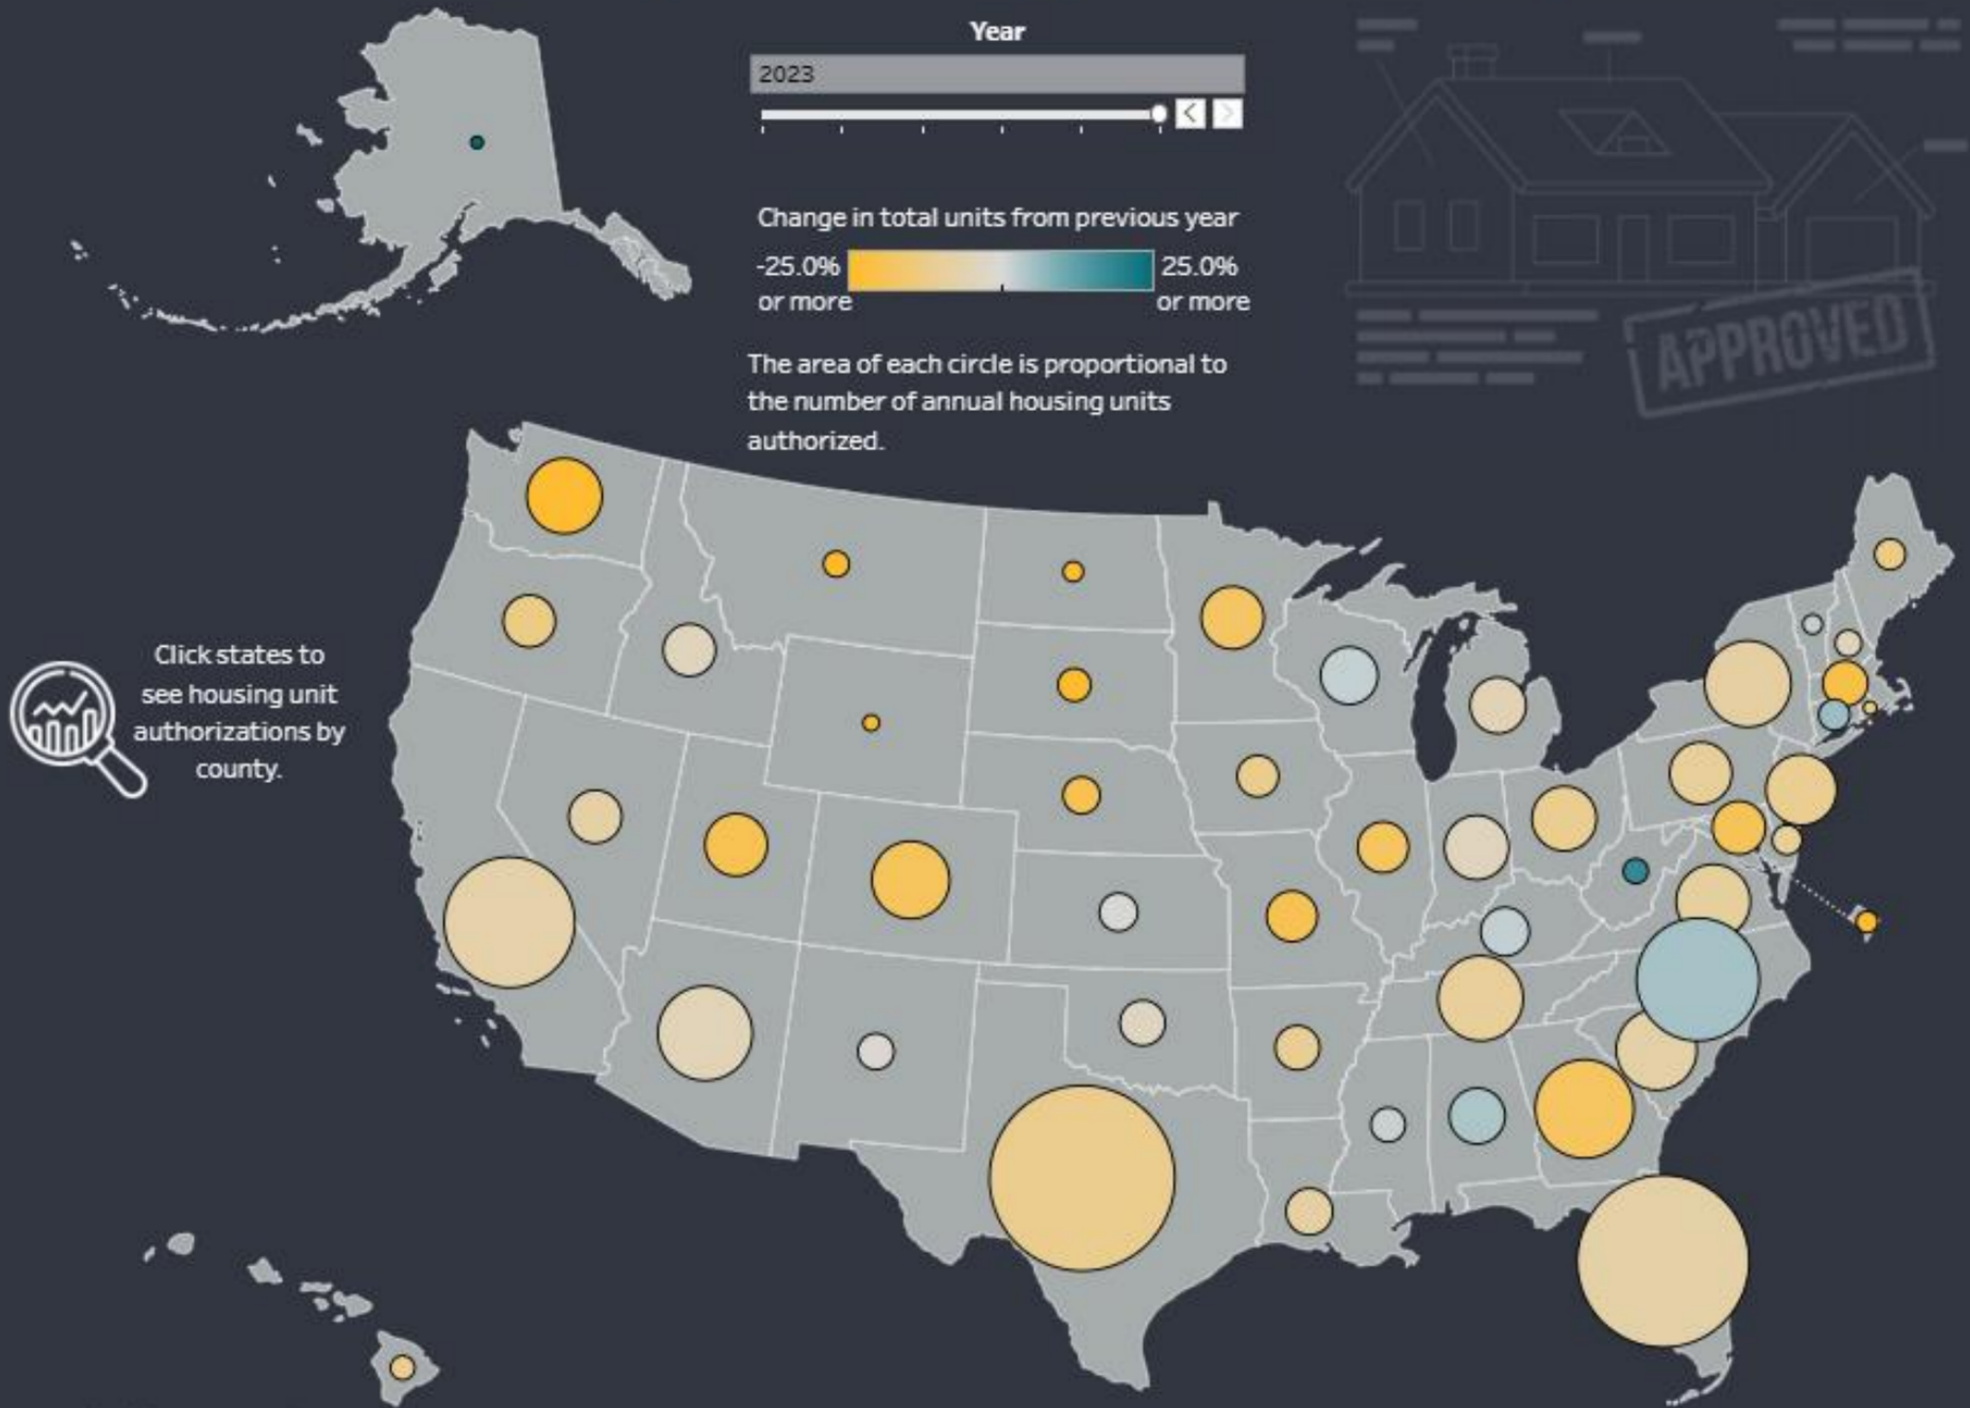 Year
2023
Change in total units from previous year
-25.0%
or more
25.0%
or more
The area of each circle is proportional to
the number of annual housing units
authorized.
APPROVED
Click states to
see housing unit
authorizations by
county.